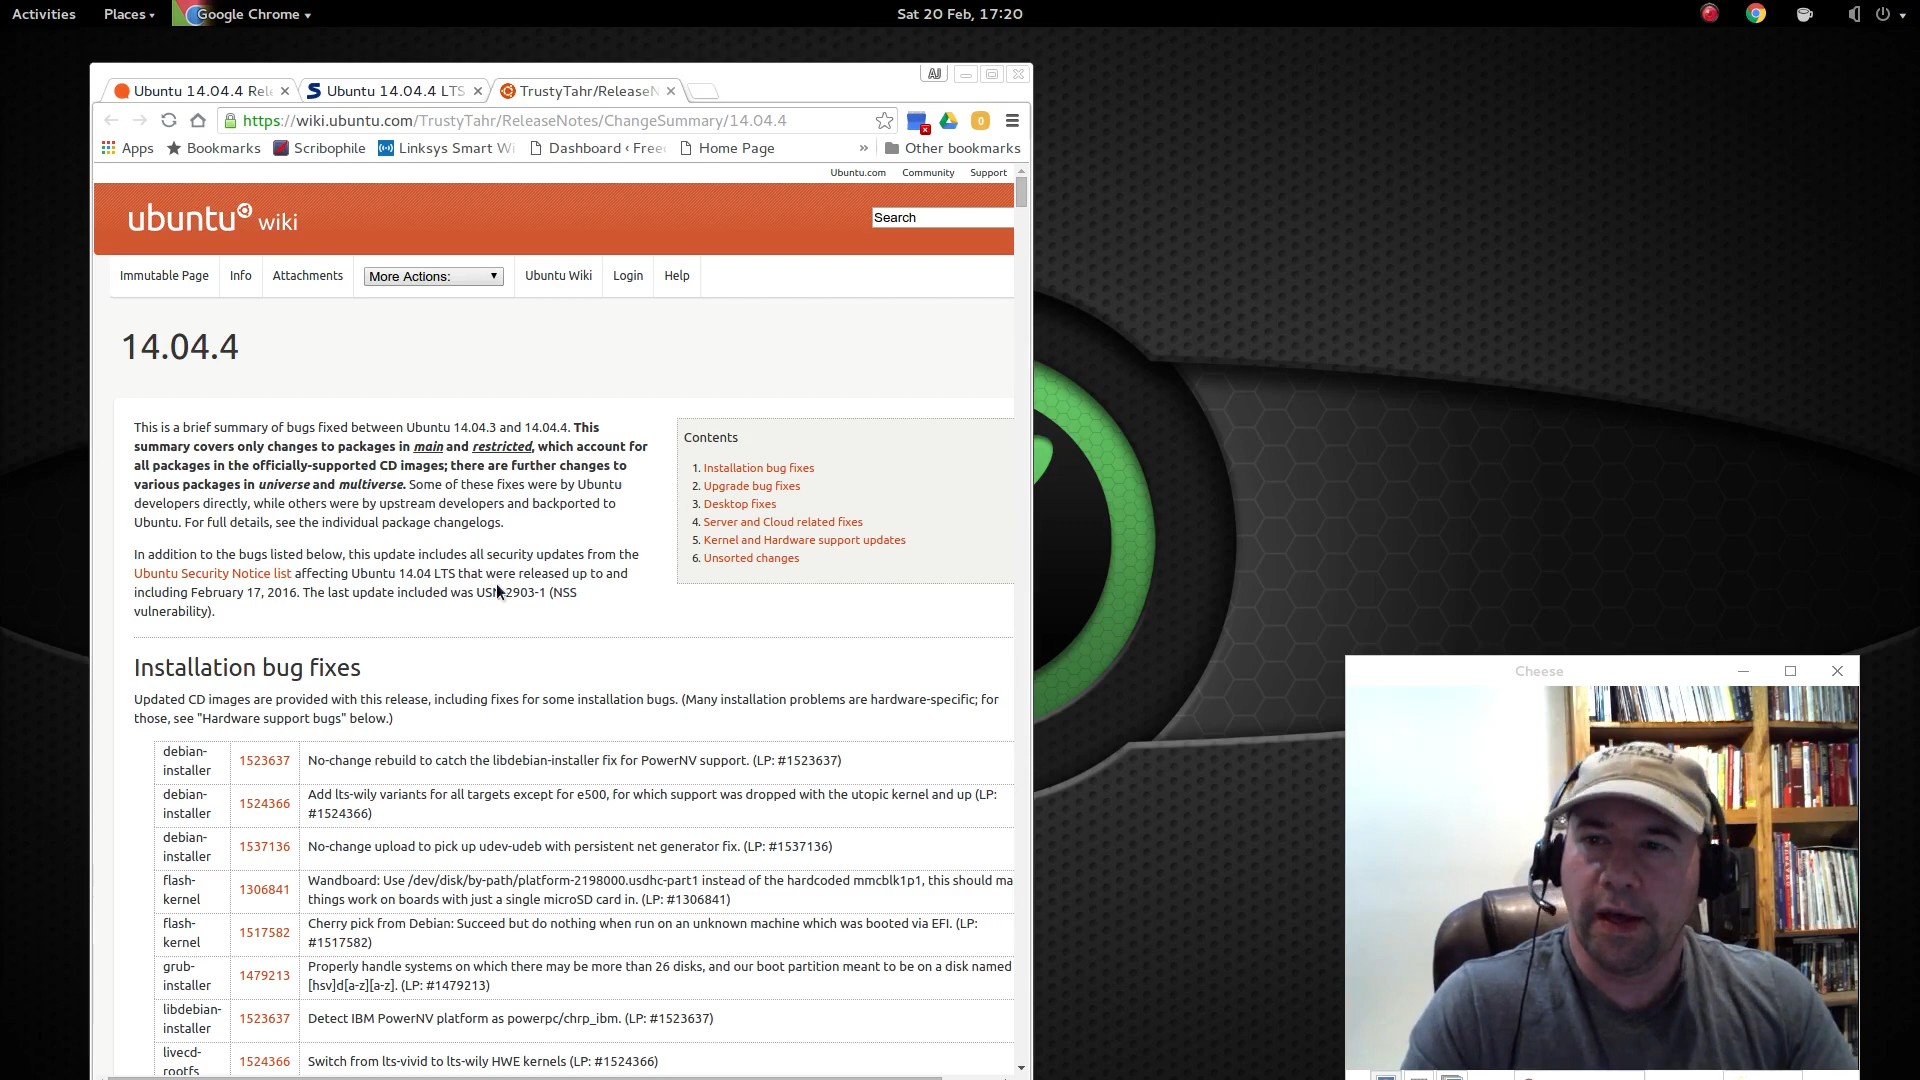 Activities Places Google Chrome Sat 20 Feb, 17:20
AJ
Ubuntu 14.04.4 Rele Ubuntu 14.04.4 LTS TrustyTahr/ReleaseN
https://wiki.ubuntu.com/TrustyTahr/ReleaseNotes/ChangeSummary/14.04.4 0
Apps Bookmarks Scribophile Linksys Smart Wi Dashboard ‹ Free Home Page » Other bookmarks
Ubuntu.com Community Support
ubuntu wiki
Search
Immutable Page Info Attachments More Actions: Ubuntu Wiki Login Help
14.04.4
This is a brief summary of bugs fixed between Ubuntu 14.04.3 and 14.04.4. This
summary covers only changes to packages in main and restricted, which account for
all packages in the officially-supported CD images; there are further changes to
various packages in universe and multiverse. Some of these fixes were by Ubuntu
developers directly, while others were by upstream developers and backported to
Ubuntu. For full details, see the individual package changelogs.
In addition to the bugs listed below, this update includes all security updates from the
Ubuntu Security Notice list affecting Ubuntu 14.04 LTS that were released up to and
including February 17, 2016. The last update included was USN-2903-1 (NSS
vulnerability).
Contents
1. Installation bug fixes
2. Upgrade bug fixes
3. Desktop fixes
4. Server and Cloud related fixes
5. Kernel and Hardware support updates
6. Unsorted changes
Installation bug fixes
Updated CD images are provided with this release, including fixes for some installation bugs. (Many installation problems are hardware-specific; for
those, see "Hardware support bugs" below.)
debian-
installer 1523637 No-change rebuild to catch the libdebian-installer fix for PowerNV support. (LP: #1523637)
debian- Add lts-wily variants for all targets except for e500, for which support was dropped with the utopic kernel and up (LP:
installer 1524366 #1524366)
debian-
installer 1537136 No-change upload to pick up udev-udeb with persistent net generator fix. (LP: #1537136)
flash- Wandboard: Use /dev/disk/by-path/platform-2198000.usdhc-part1 instead of the hardcoded mmcblk1p1, this should ma
kernel 1306841 things work on boards with just a single microSD card in. (LP: #1306841)
flash- Cherry pick from Debian: Succeed but do nothing when run on an unknown machine which was booted via EFI. (LP:
kernel 1517582 #1517582)
grub- Properly handle systems on which there may be more than 26 disks, and our boot partition meant to be on a disk named
installer 1479213 [hsv]d[a-z][a-z]. (LP: #1479213)
libdebian-
installer 1523637 Detect IBM PowerNV platform as powerpc/chrp_ibm. (LP: #1523637)
livecd-
rootfs 1524366 Switch from lts-vivid to lts-wily HWE kernels (LP: #1524366)
Cheese